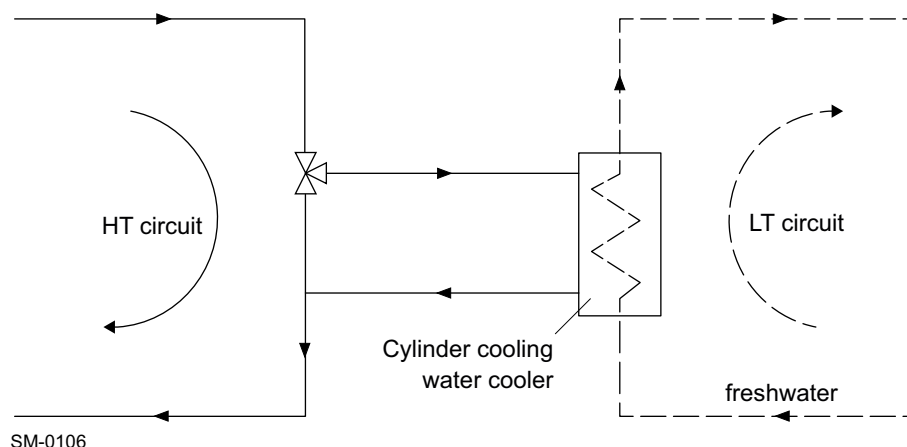 HT circuit
LT circuit
Cylinder cooling
water cooler
freshwater
SM-0106